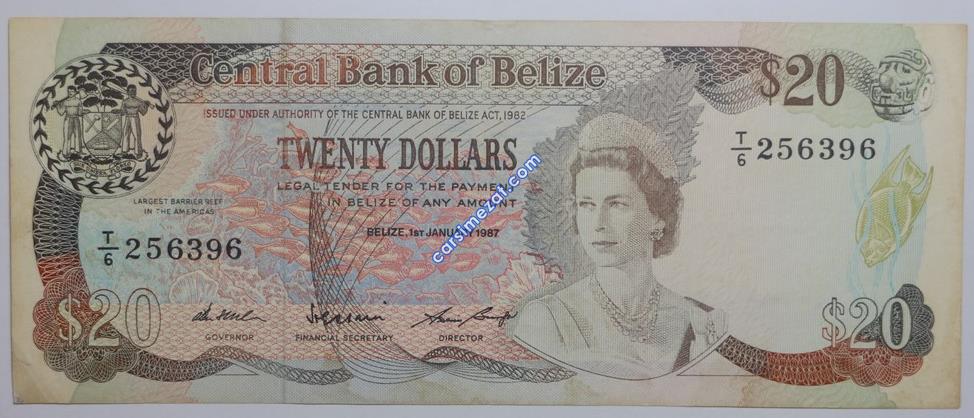 Central Bank of Belize
$20
ISSUED UNDER AUTHORITY OF THE CENTRAL BANK OF BELIZE ACT, 1982
T/6 256396
TWENTY DOLLARS
LEGAL TENDER FOR THE PAYMENT
IN BELIZE OF ANY AMOUNT
LARGEST BARRIER REEF
IN THE AMERICAS
BELIZE, 1ST JANUARY 1987
carsimezat.com
T/6 256396
$20
$20
GOVERNOR
FINANCIAL SECRETARY
DIRECTOR